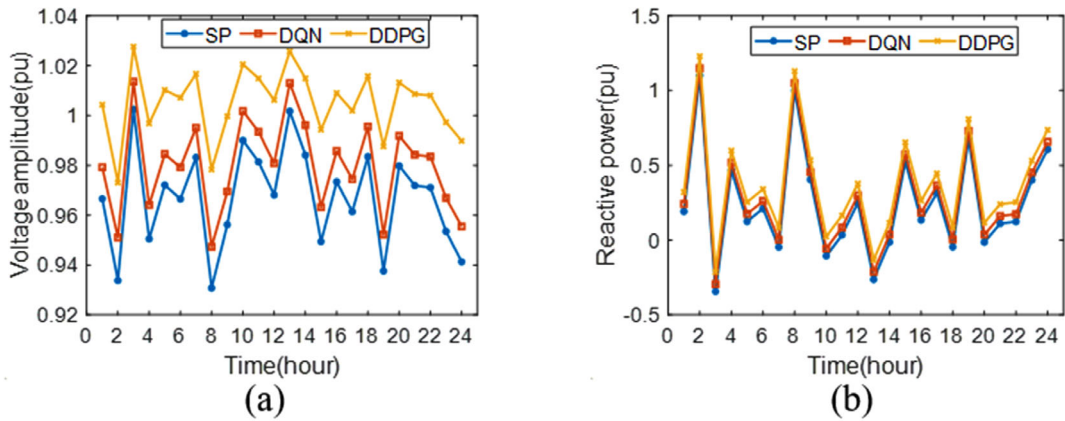 1.04
SP DQN DDPG
1.02
1
0.98
0.96
0.94
0.92
Voltage amplitude(pu)
0 2 4 6 8 10 12 14 16 18 20 22 24
Time(hour)
(a)
1.5
SP DQN DDPG
1
0.5
0
-0.5
Reactive power(pu)
0 2 4 6 8 10 12 14 16 18 20 22 24
Time(hour)
(b)